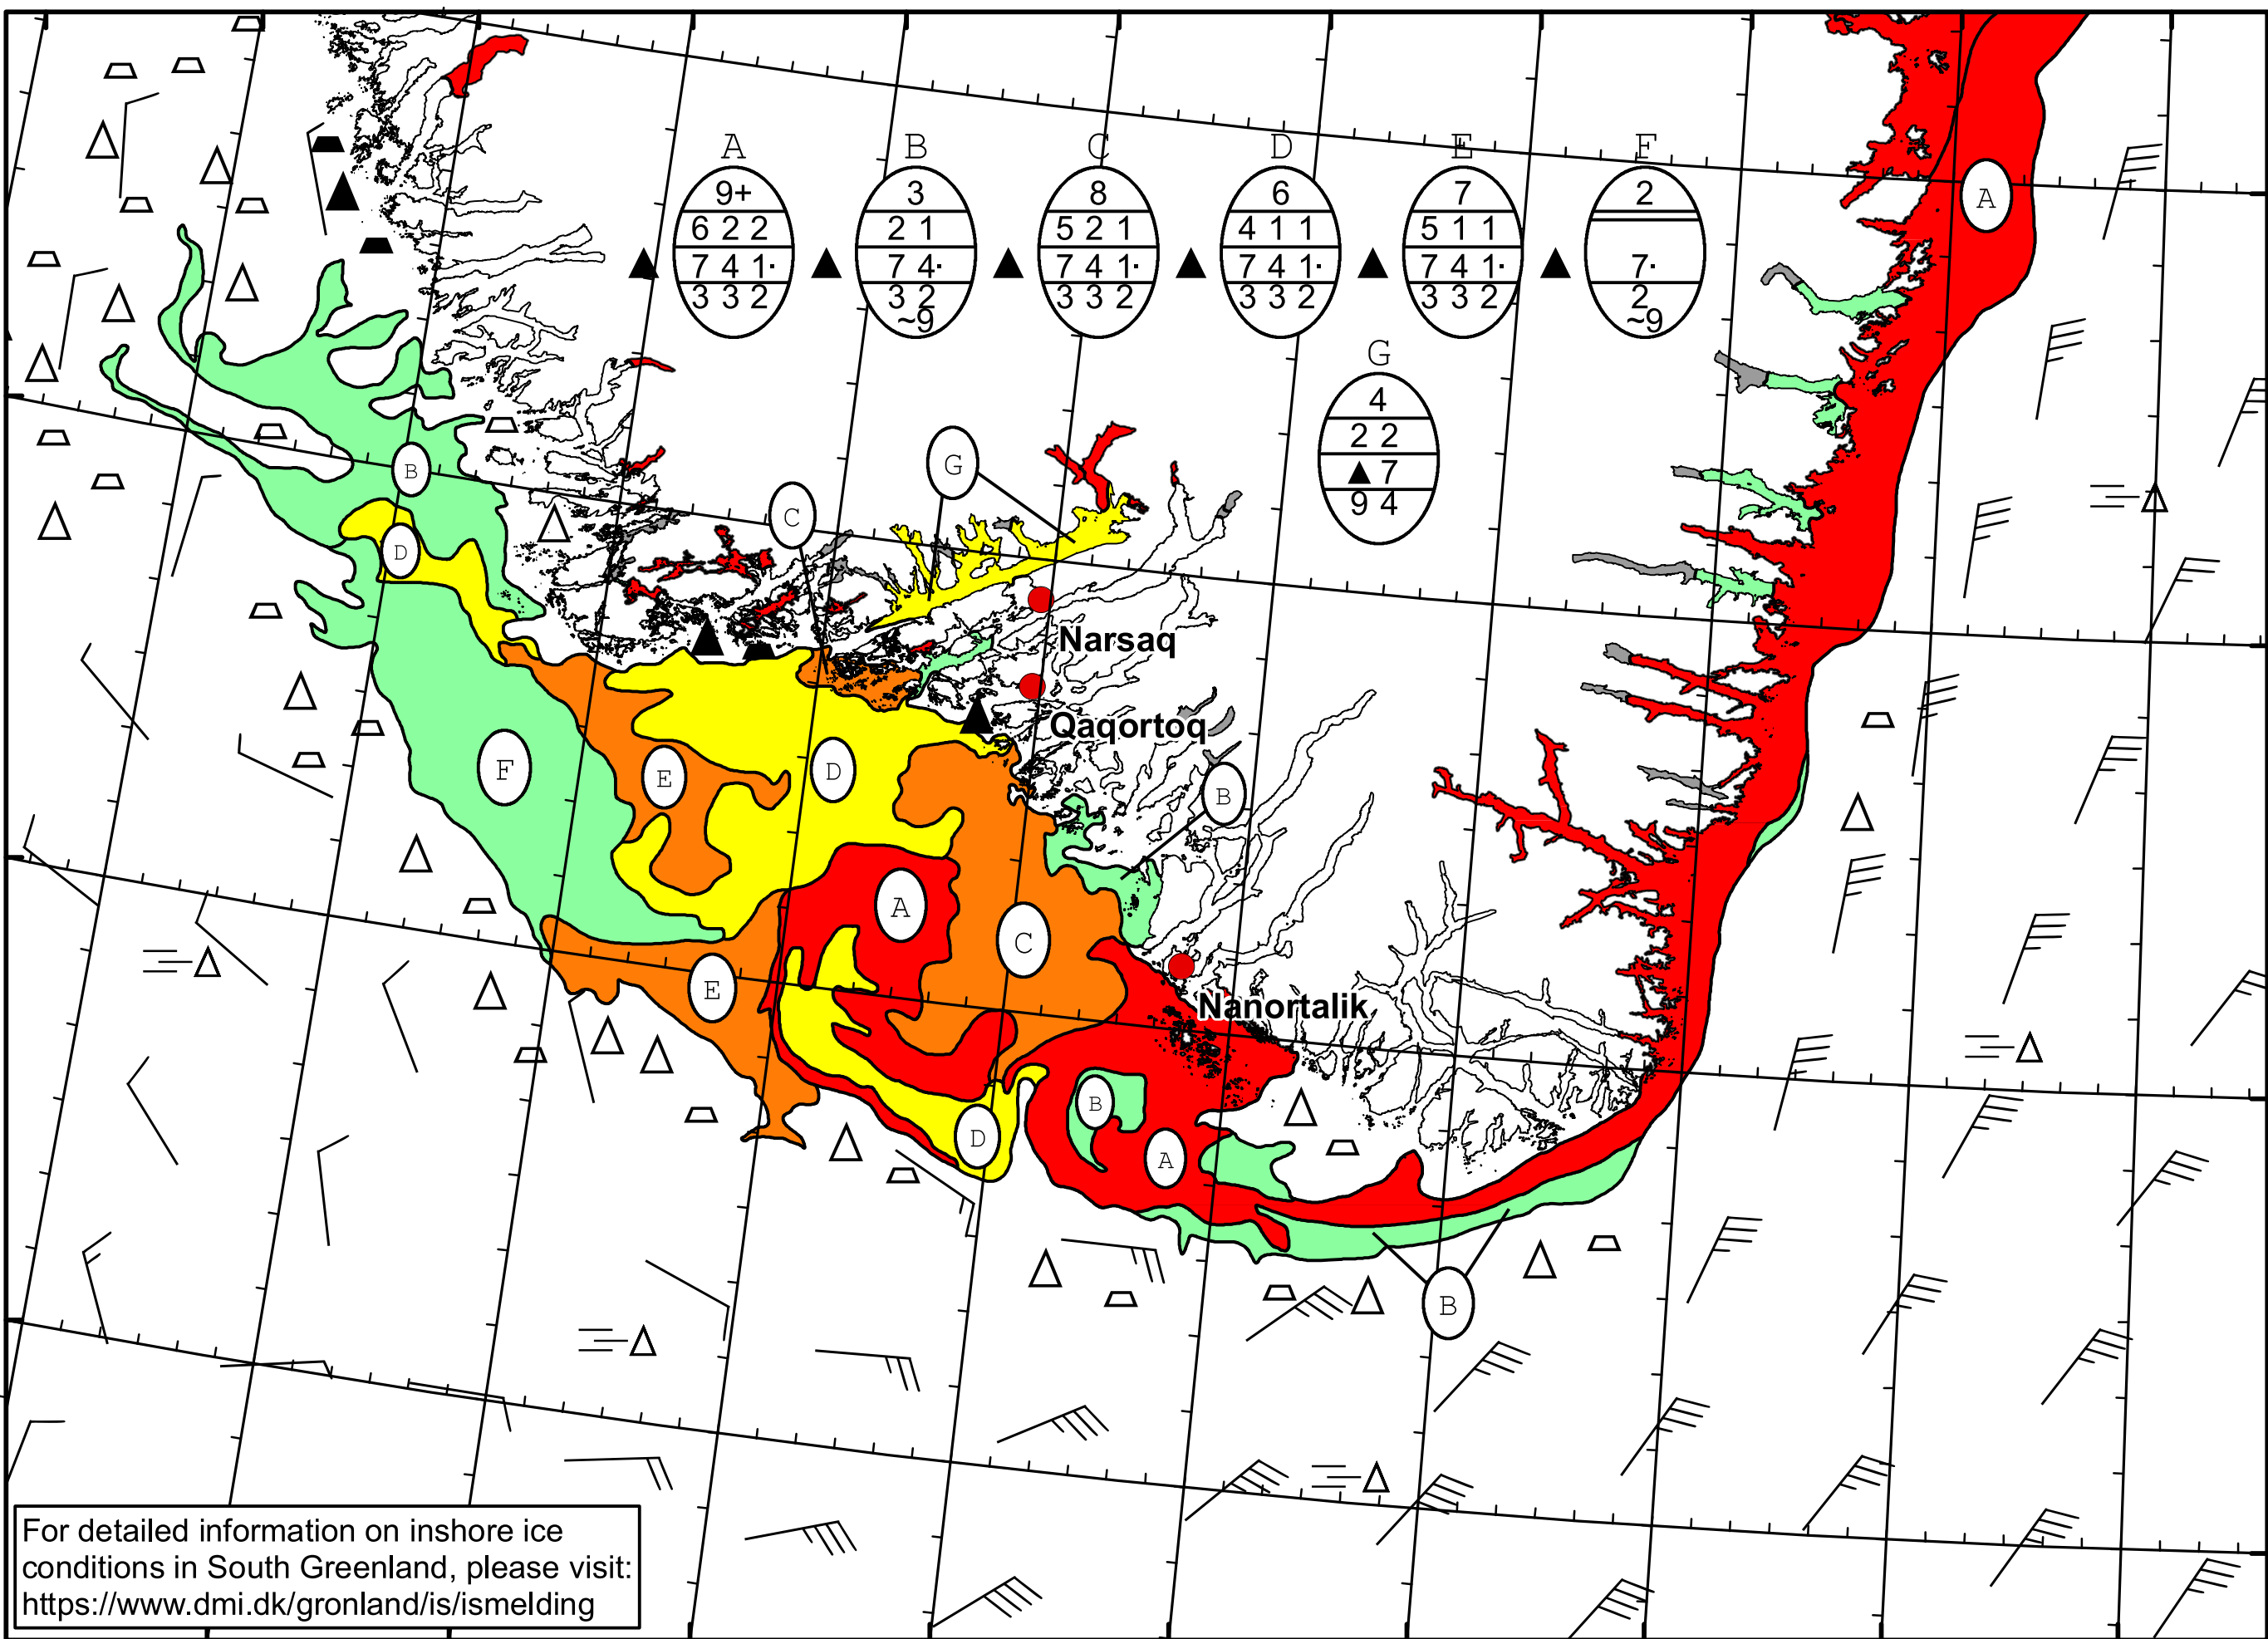 A B C D E F
9+ 3 8 6 7 2
6 2 2 2 1 5 2 1 4 1 1 5 1 1
7 4 1· 7 4· 7 4 1· 7 4 1· 7 4 1· 7·
3 3 2 3 2 3 3 2 3 3 2 3 3 2 2
~9 ~9
A
G
4
2 2
7
9 4
G
B
C
D
Narsaq
Qaqortoq
F
E
D
B
A
C
E
Nanortalik
B
D
A
B
For detailed information on inshore ice
conditions in South Greenland, please visit:
https://www.dmi.dk/gronland/is/ismelding